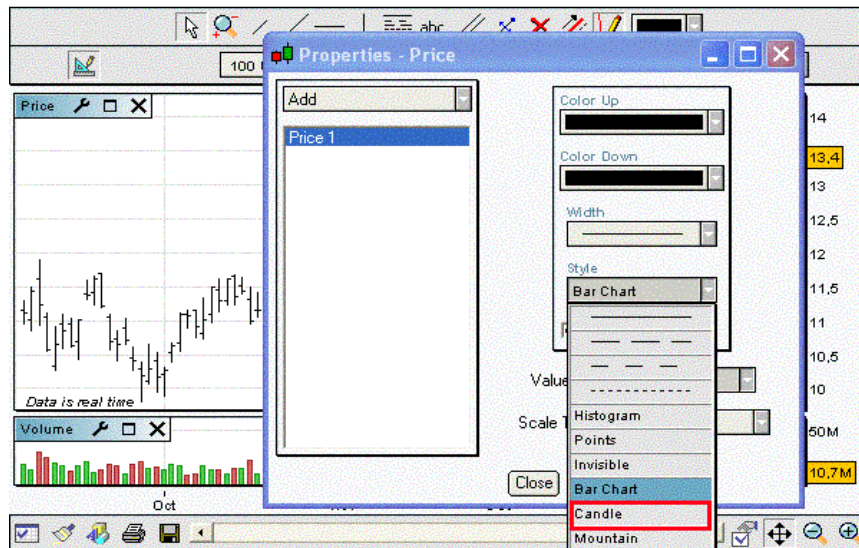 abc
Properties - Price
100
Price
Add
Price 1
Color Up
Color Down
Width
Style
Bar Chart
Histogram
Points
Invisible
Bar Chart
Candle
Mountain
Value
Scale
Close
14
13,4
13
12,5
12
11,5
11
10,5
10
Data is real time
Volume
50M
10,7M
Oct